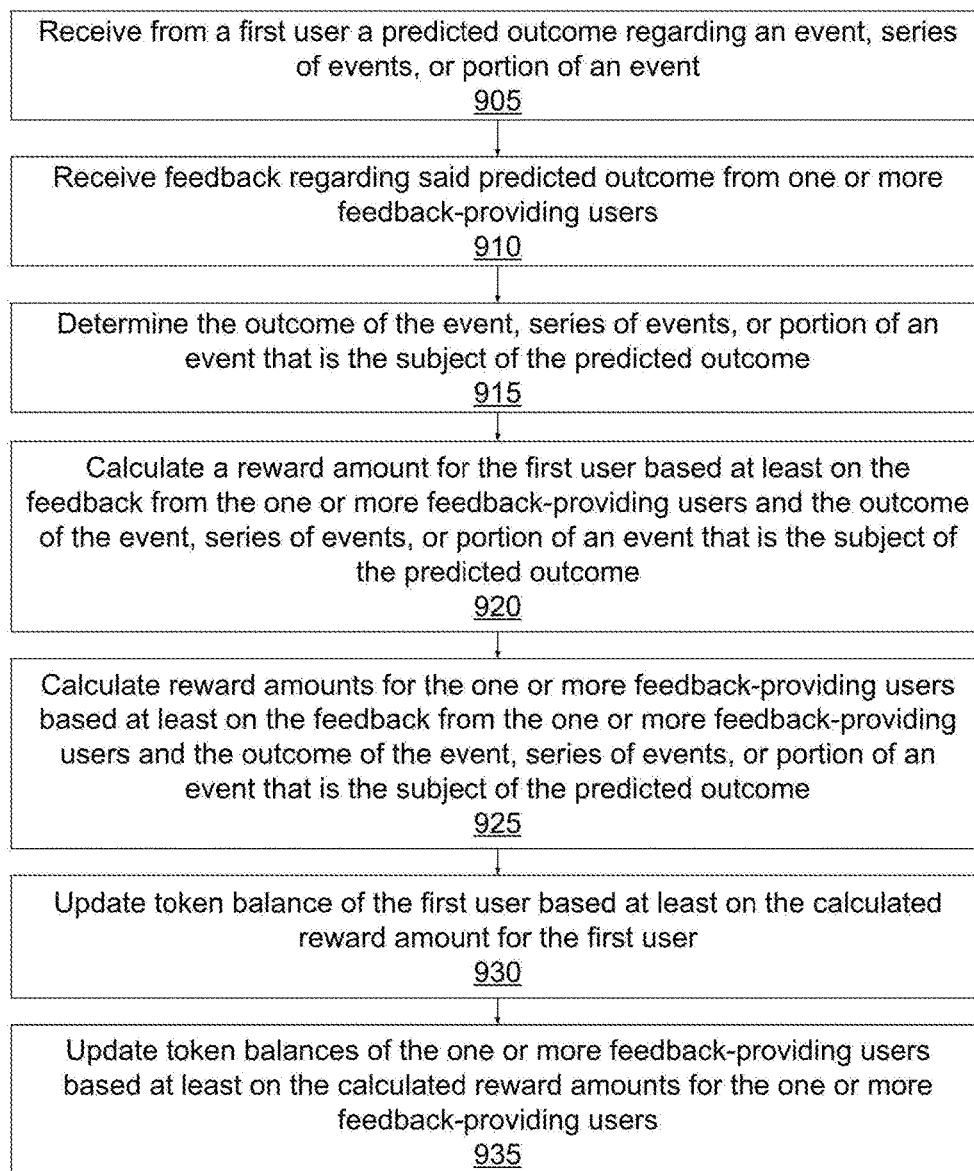 Receive from a first user a predicted outcome regarding an event, series
of events, or portion of an event
905
Receive feedback regarding said predicted outcome from one or more
feedback-providing users
910
Determine the outcome of the event, series of events, or portion of an
event that is the subject of the predicted outcome
915
Calculate a reward amount for the first user based at least on the
feedback from the one or more feedback-providing users and the outcome
of the event, series of events, or portion of an event that is the subject of
the predicted outcome
920
Calculate reward amounts for the one or more feedback-providing users
based at least on the feedback from the one or more feedback-providing
users and the outcome of the event, series of events, or portion of an
event that is the subject of the predicted outcome
925
Update token balance of the first user based at least on the calculated
reward amount for the first user
930
Update token balances of the one or more feedback-providing users
based at least on the calculated reward amounts for the one or more
feedback-providing users
935